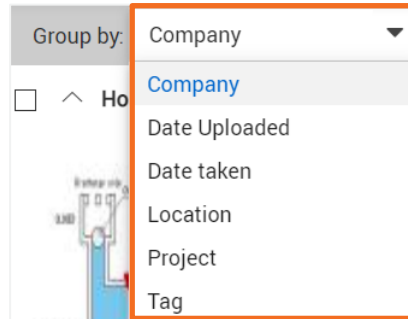 Group by: Company
Company
Ho
Date Uploaded
Date taken
Location
Project
Tag